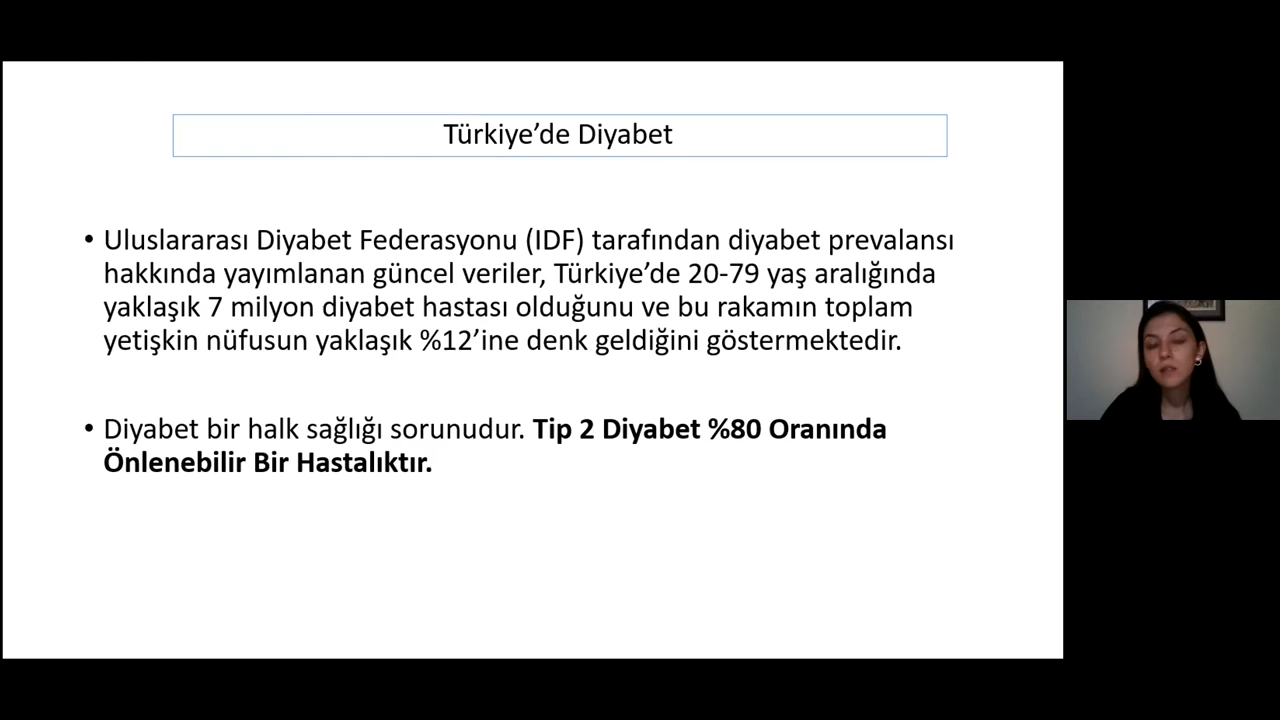 Türkiye’de Diyabet
• Uluslararası Diyabet Federasyonu (IDF) tarafından diyabet prevalansı
hakkında yayımlanan güncel veriler, Türkiye’de 20-79 yaş aralığında
yaklaşık 7 milyon diyabet hastası olduğunu ve bu rakamın toplam
yetişkin nüfusun yaklaşık %12’ine denk geldiğini göstermektedir.
• Diyabet bir halk sağlığı sorunudur. Tip 2 Diyabet %80 Oranında
Önlenebilir Bir Hastalıktır.